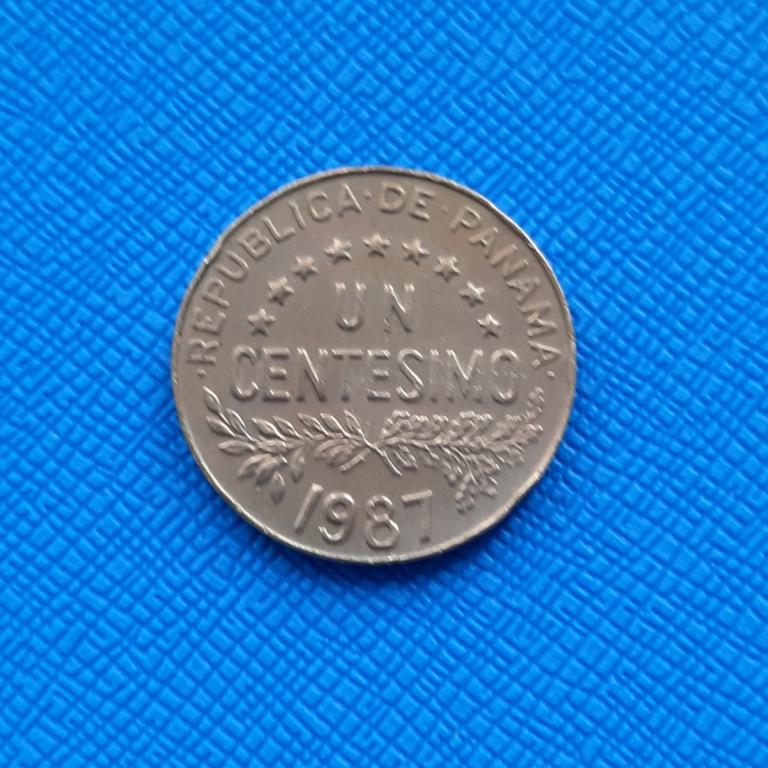 ·REPUBLICA·DE·PANAMA·
UN
CENTESIMO
1987